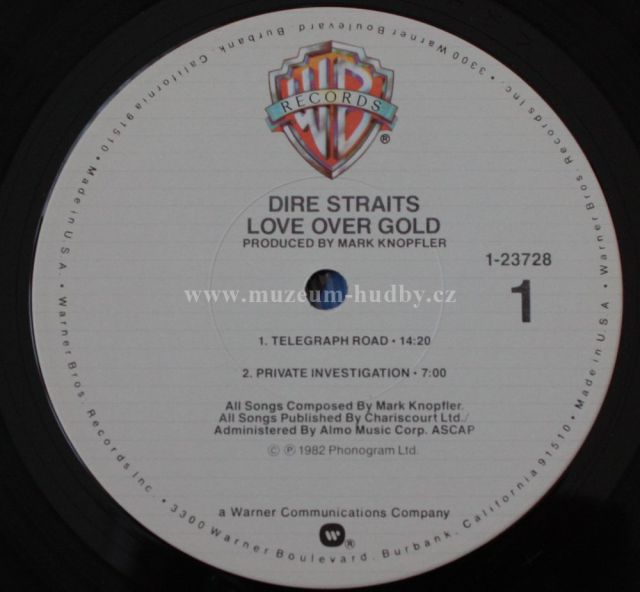 WB
RECORDS
®
DIRE STRAITS
LOVE OVER GOLD
PRODUCED BY MARK KNOPFLER
1-23728
1
www.muzeum-hudby.cz
1. TELEGRAPH ROAD • 14:20
2. PRIVATE INVESTIGATION • 7:00
All Songs Composed By Mark Knopfler.
All Songs Published By Chariscourt Ltd./
Administered By Almo Music Corp. ASCAP
© ℗ 1982 Phonogram Ltd.
a Warner Communications Company
®
Warner Bros. Records Inc. • 3300 Warner Boulevard, Burbank, California 91510 • Made in U.S.A. • Warner Bros. Records Inc. • 3300 Warner Boulevard, Burbank, California 91510 • Made in U.S.A. •